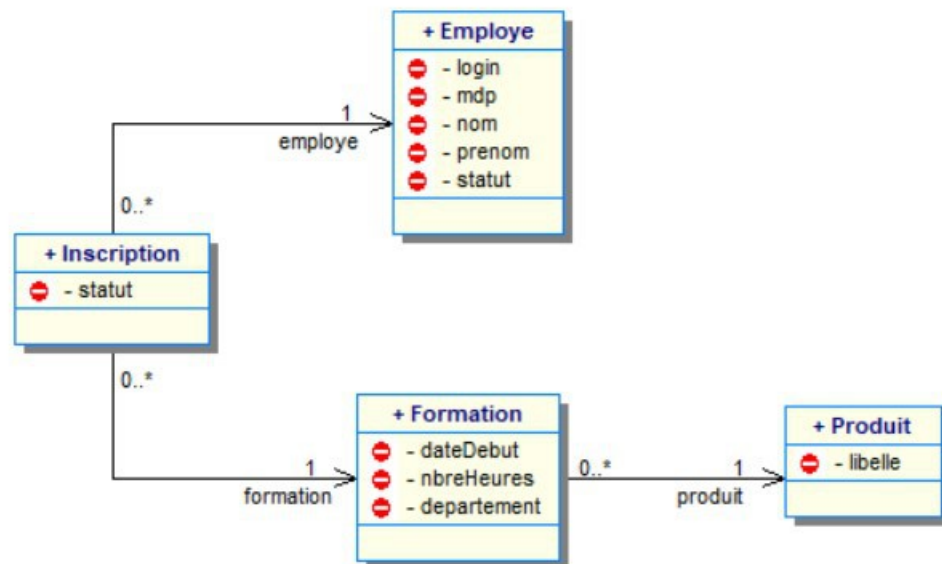 + Employe
- login
- mdp
- nom
- prenom
- statut
1
employe
0..*
+ Inscription
- statut
0..*
1
formation
+ Formation
- dateDebut
- nbreHeures
- departement
0..*
1
produit
+ Produit
- libelle